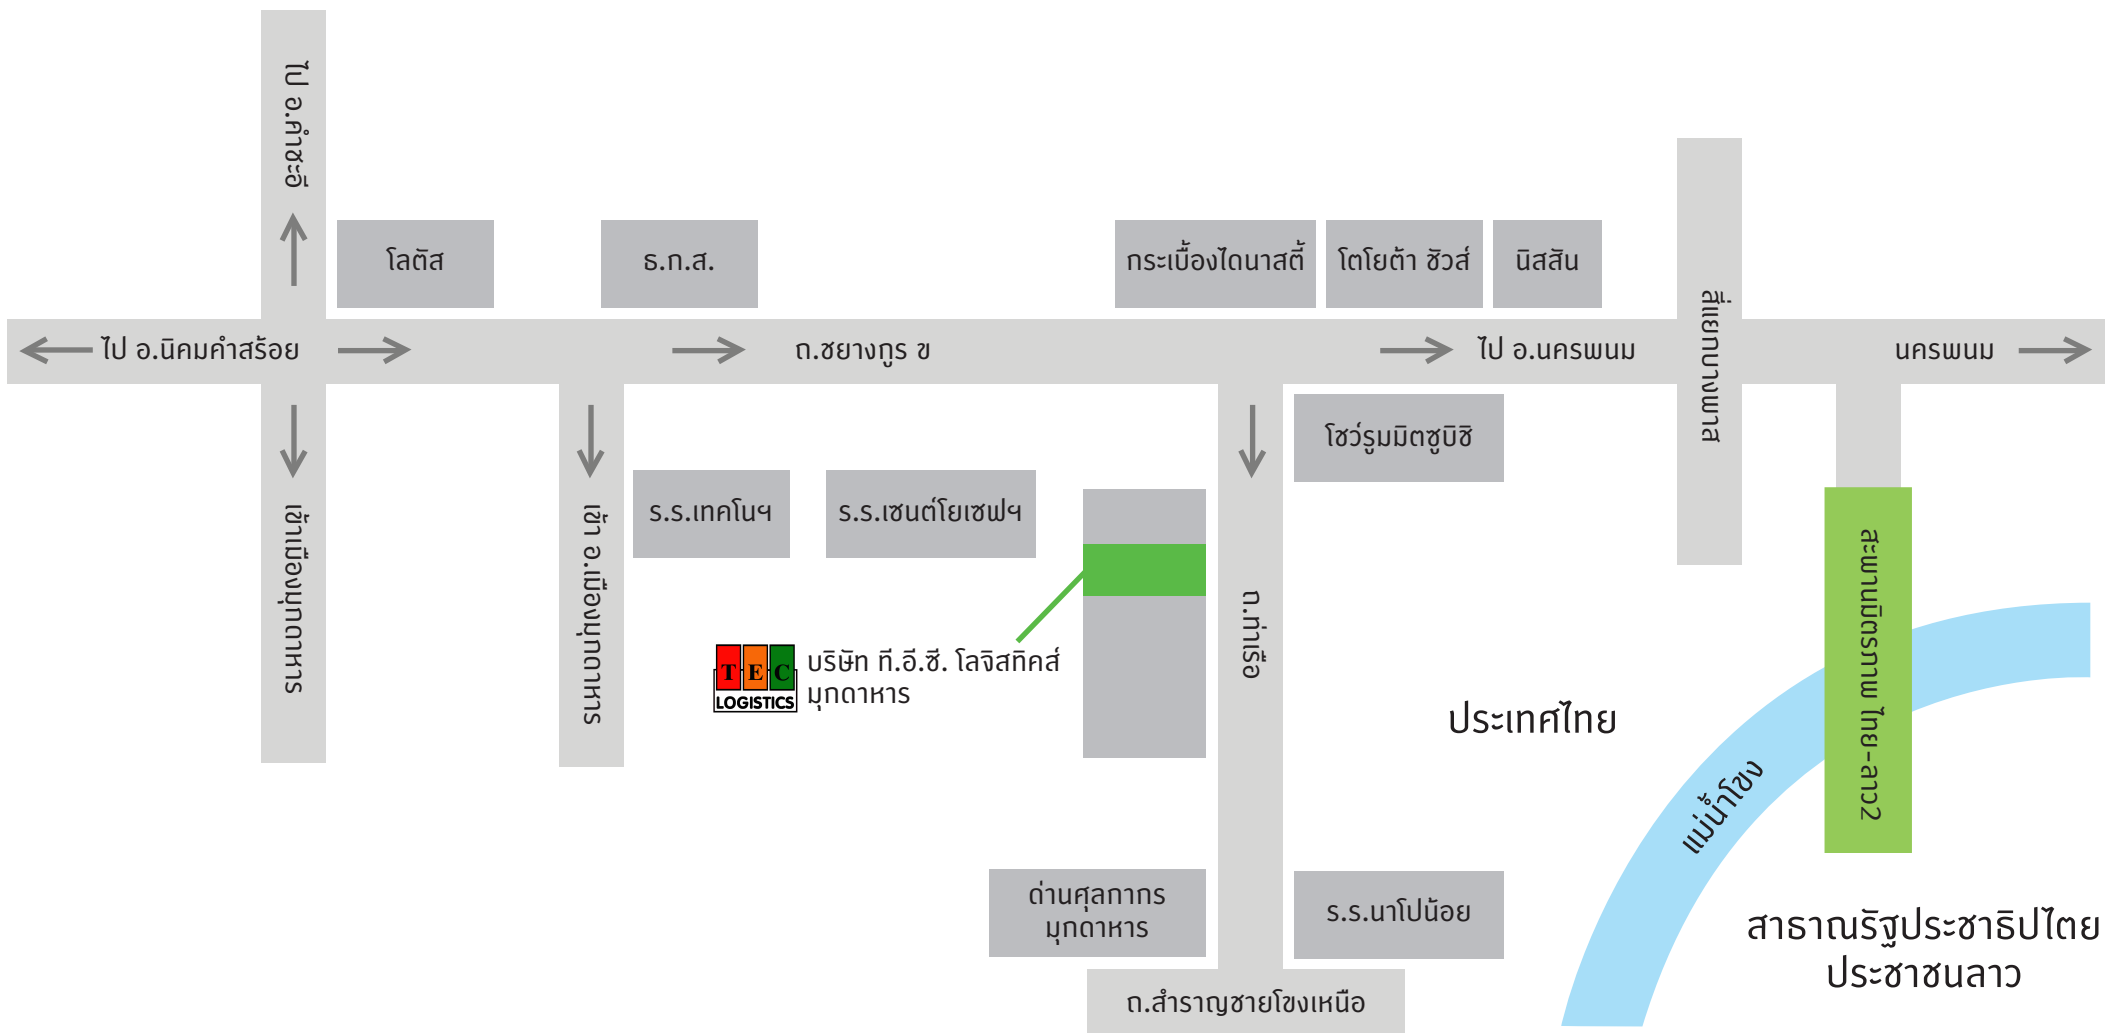 ไป อ.คำชะอี
โลตัส
ธ.ก.ส.
กระเบื้องไดนาสตี้
โตโยต้า ชัวส์
นิสสัน
สี่แยกบางพาส
ไป อ.นิคมคำสร้อย
ถ.ชยางกูร ข
ไป อ.นครพนม
นครพนม
โชว์รูมมิตซูบิชิ
เข้าเมืองมุกดาหาร
เข้า อ.เมืองมุกดาหาร
ร.ร.เทคโนฯ
ร.ร.เซนต์โยเซฟฯ
ถ.ท่าเรือ
สะพานมิตรภาพ ไทย-ลาว2
T E C
LOGISTICS
บริษัท ที.อี.ซี. โลจิสทิคส์
มุกดาหาร
ประเทศไทย
แม่น้ำโขง
ด่านศุลกากร
มุกดาหาร
ร.ร.นาโปน้อย
สาธาณรัฐประชาธิปไตย
ประชาชนลาว
ถ.สำราญชายโขงเหนือ